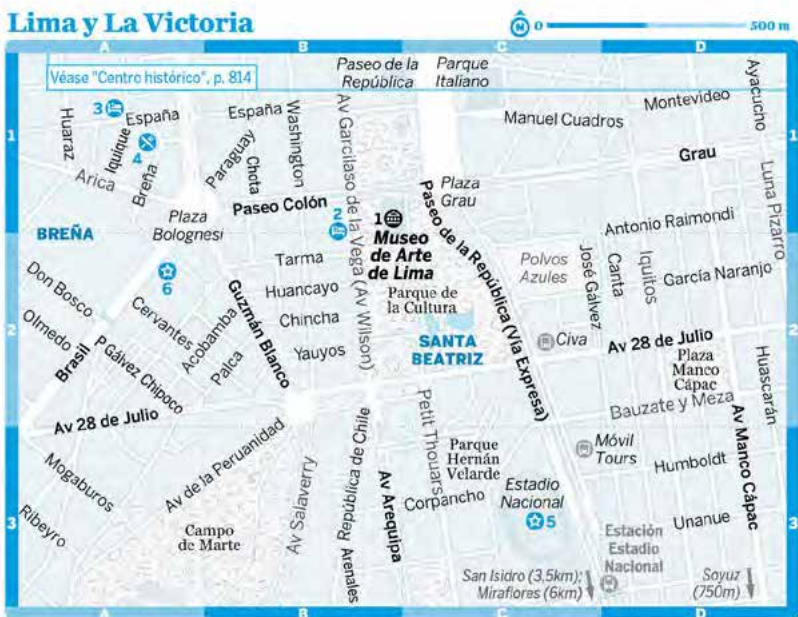 Lima y La Victoria
0 500 m
A B C D
Véase "Centro histórico", p. 814
Paseo de la
República
Parque
Italiano
Ayacucho
Montevideo
3
España
España
Huaraz
Iquique
4
Washington
Av Garcilaso de la Vega (Av Wilson)
Manuel Cuadros
1
1
Paraguay
Chota
Grau
Arica
Breña
Plaza
Grau
Luna Pizarro
Paseo Colón
2
1
Plaza
Bolognesi
BREÑA
Museo
de Arte
de Lima
Paseo de la República (Vía Expresa)
Antonio Raimondi
Tarma
Polvos
Azules
José Gálvez
Canta
Iquitos
García Naranjo
Don Bosco
6
Huancayo
Parque de
la Cultura
Guzmán Blanco
Cervantes
Chincha
2
2
Olmedo
Acobamba
SANTA
BEATRIZ
Civa
Av 28 de Julio
Brasil
P Gálvez Chipoco
Palca
Yauyos
Plaza
Manco
Cápac
Huascarán
Av 28 de Julio
Petit Thouars
Bauzate y Meza
Av Manco Cápac
Av de la Peruanidad
República de Chile
Parque
Hernán
Velarde
Móvil
Tours
Mogaburos
Av Salaverry
Av Arequipa
Humboldt
Estadio
Nacional
Corpancho
5
Ribeyro
3
3
Campo
de Marte
Unanue
Arenales
Estación
Estadio
Nacional
San Isidro (3,5km);
Miraflores (6km)
Soyuz
(750m)
A B C D